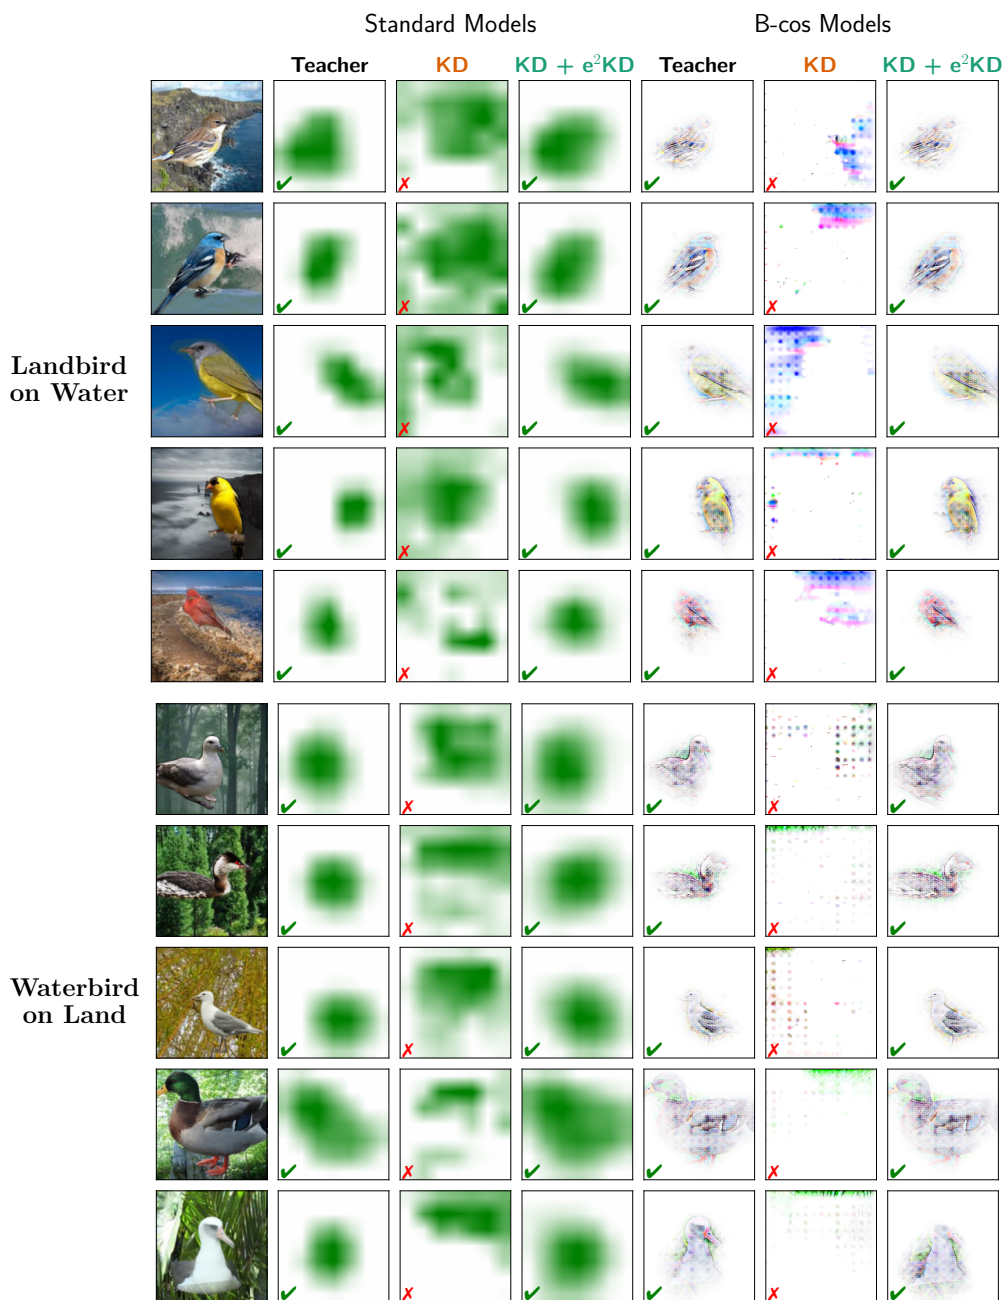 Standard Models B-cos Models
Teacher KD KD + e²KD Teacher KD KD + e²KD
Landbird
on Water
Waterbird
on Land